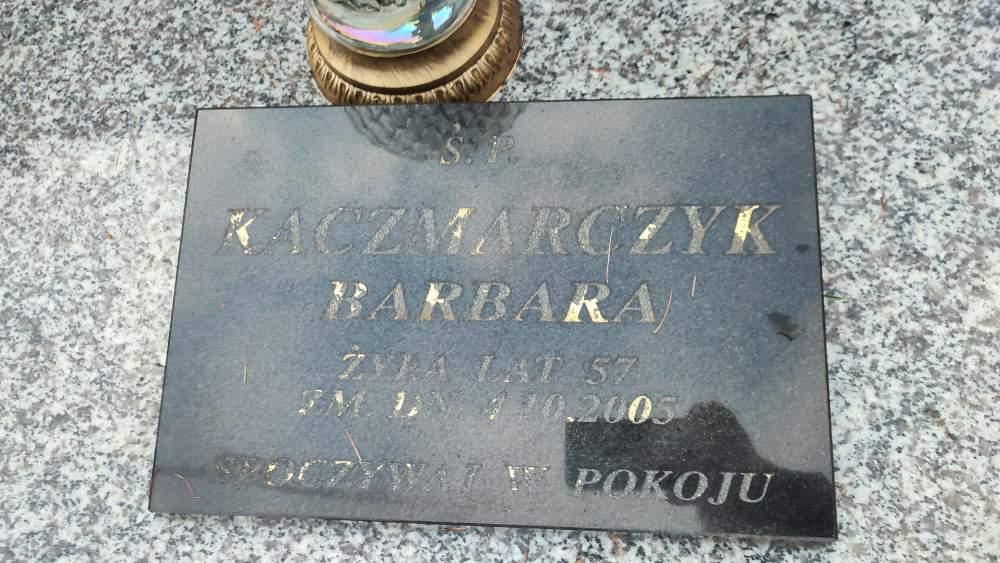 Ś. P.
KACZMARCZYK
BARBARA
ŻYŁA LAT 57
ZM. DN. 4.10.2005
SPOCZYWAJ W POKOJU